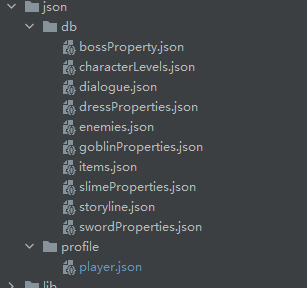 json
db
bossProperty.json
characterLevels.json
dialogue.json
dressProperties.json
enemies.json
goblinProperties.json
items.json
slimeProperties.json
storyline.json
swordProperties.json
profile
player.json
lib